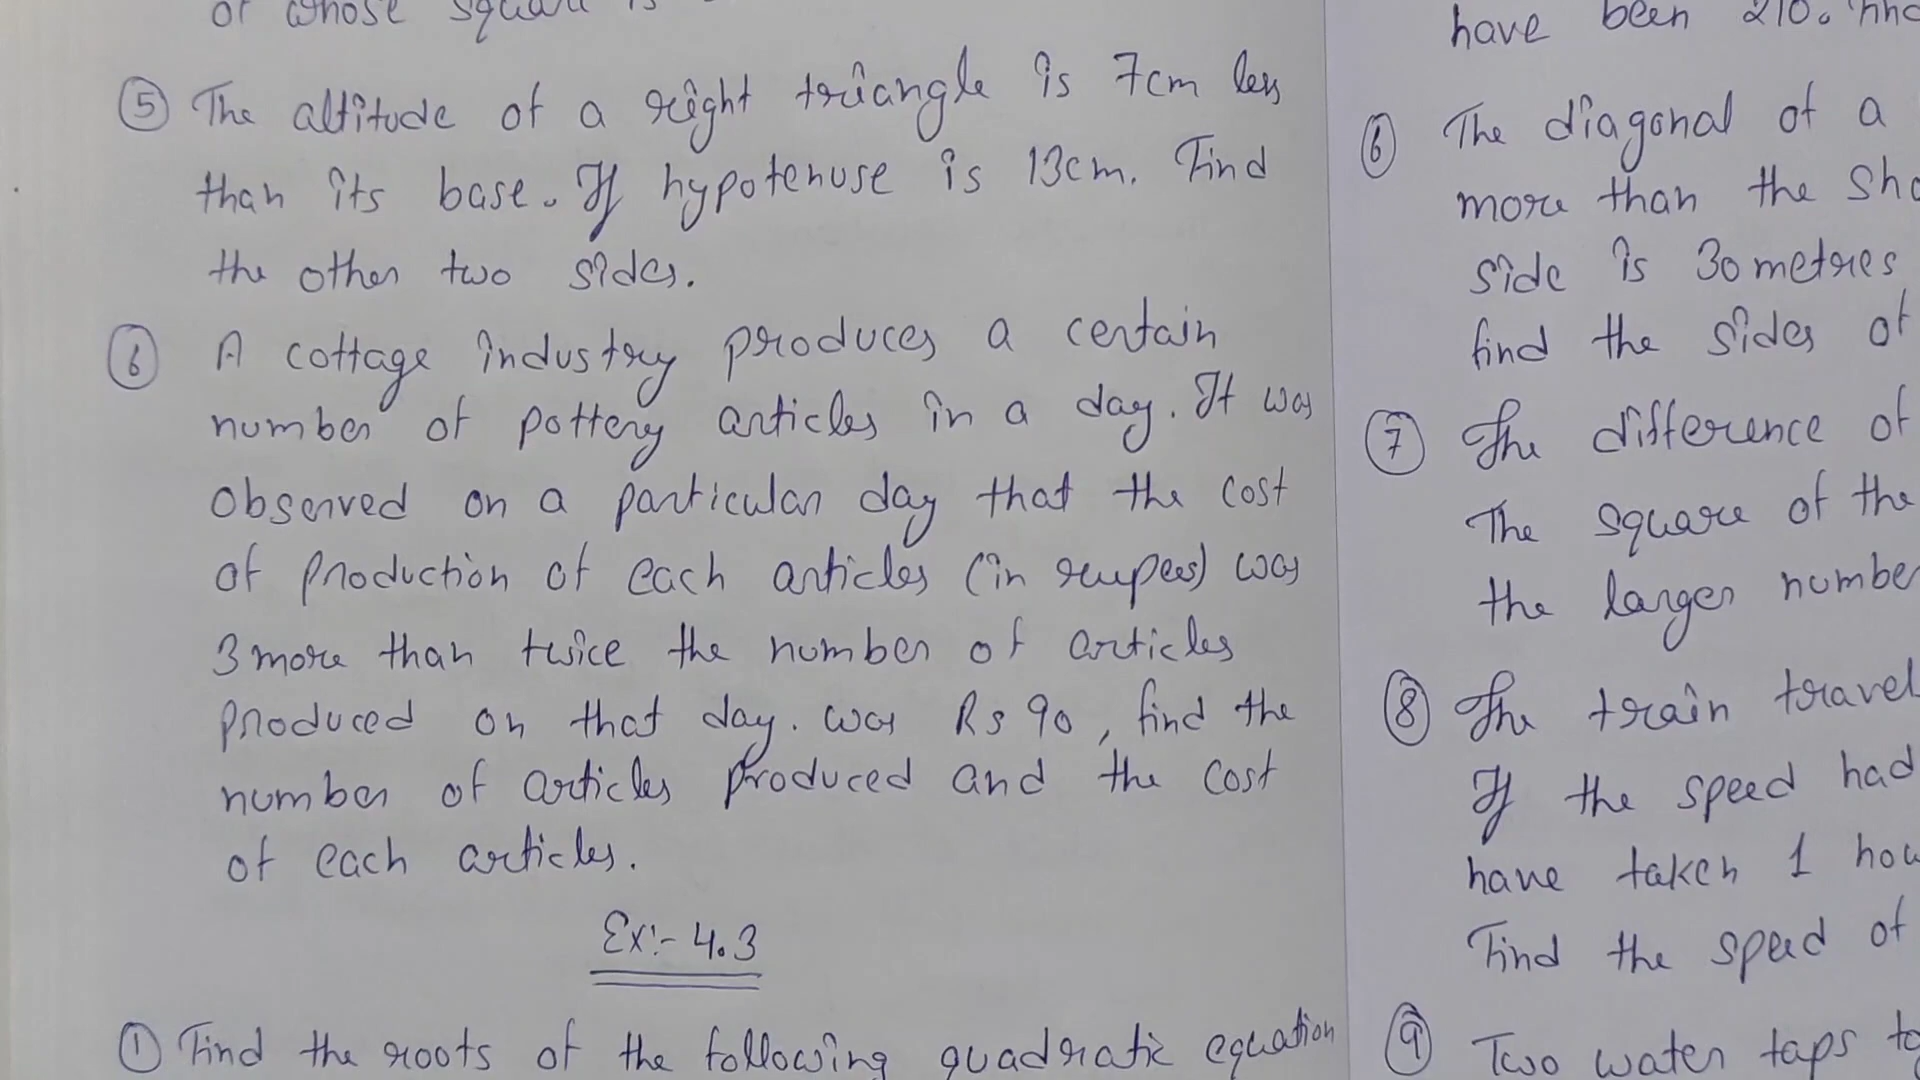 of whose square is
⑤ The altitude of a right triangle is 7cm less
than its base. If hypotenuse is 13cm. Find
the other two sides.
⑥ A cottage industry produces a certain
number of pottery articles in a day. It was
observed on a particular day that the cost
of production of each articles (in rupees) was
3 more than twice the number of articles
produced on that day. was Rs 90, find the
number of articles produced and the cost
of each articles.
Ex:- 4.3
① Find the roots of the following quadratic equation
have been 210.
⑥ The diagonal of a
more than the
side is 30 metres
find the sides of
⑦ The difference of
The square of the
the larger number
⑧ The train travel
If the speed had
have taken 1
Find the speed of
⑨ Two water taps